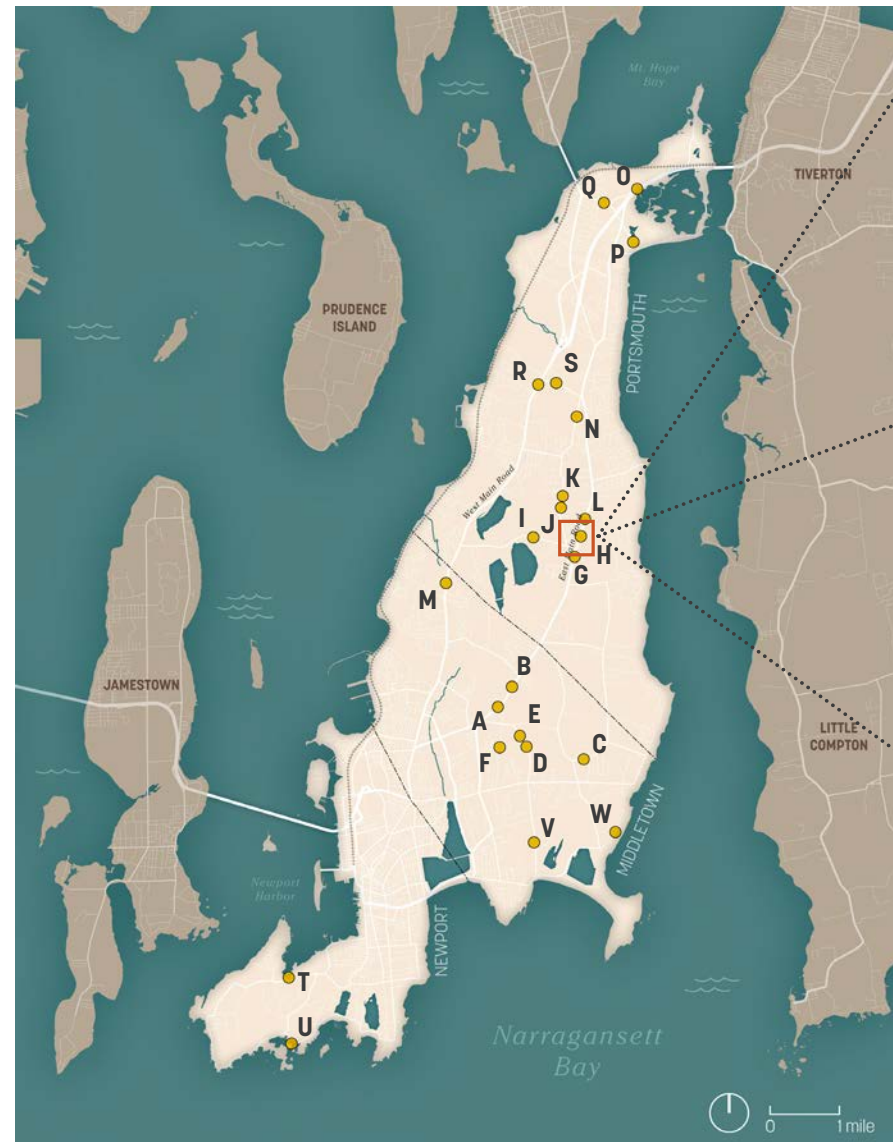 Mt. Hope
Bay
TIVERTON
O
Q
P
PRUDENCE
ISLAND
PORTSMOUTH
R
S
N
West Main Road
K
L
J
I
East Main Road
H
G
M
B
JAMESTOWN
A
E
C
F
D
LITTLE
COMPTON
V
W
MIDDLETOWN
Newport
Harbor
NEWPORT
T
U
Narragansett
Bay
0
1 mile